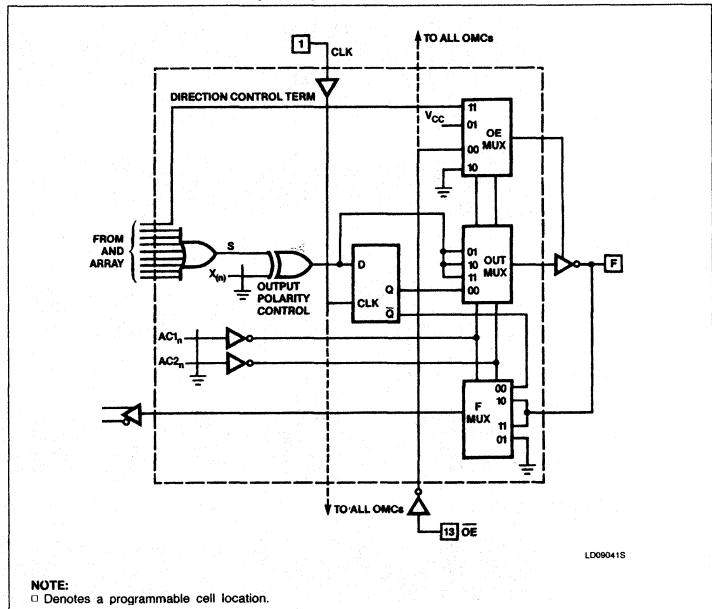 1
CLK
TO ALL OMCs
DIRECTION CONTROL TERM
VCC
11
01
00
10
OE
MUX
FROM
AND
ARRAY
S
X(n)
OUTPUT
POLARITY
CONTROL
D
Q
CLK
Q̅
01
10
11
00
OUT
MUX
F
AC1n
AC2n
00
10
11
01
F
MUX
TO ALL OMCs
13 O̅E̅
LD09041S
NOTE:
□ Denotes a programmable cell location.